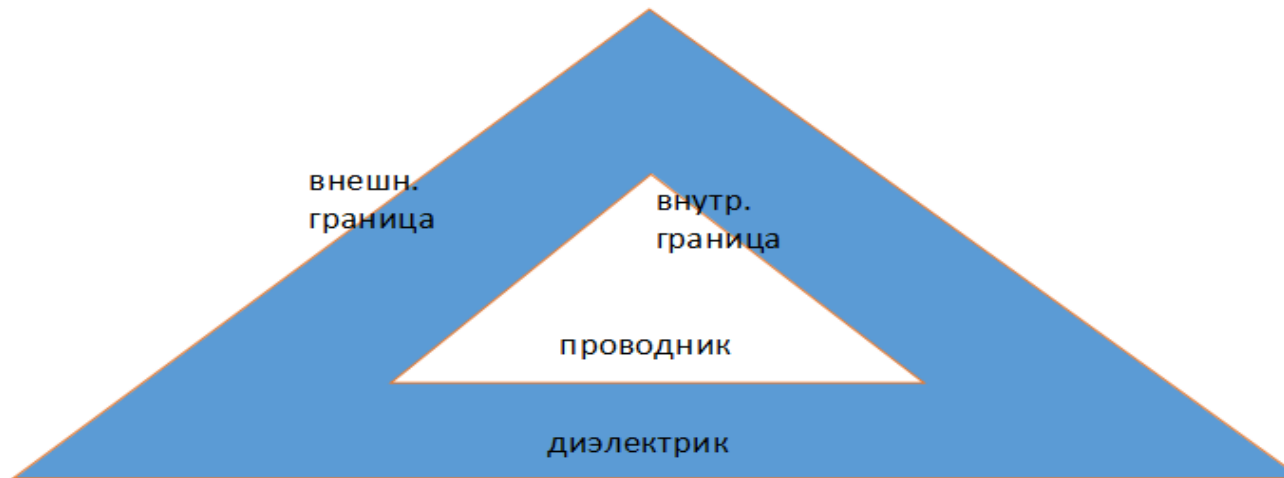 внешн.
граница
внутр.
граница
проводник
диэлектрик